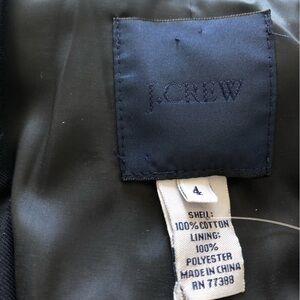 J.CREW
4
SHELL:
100% COTTON
LINING:
100%
POLYESTER
MADE IN CHINA
RN 77388